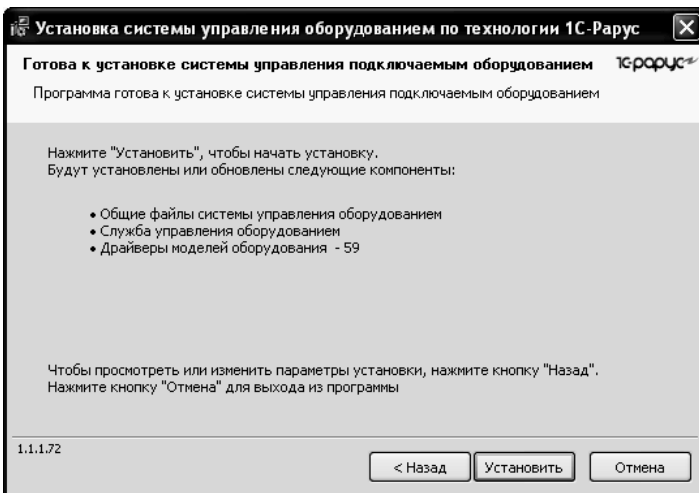 Установка системы управления оборудованием по технологии 1С-Рарус
Готова к установке системы управления подключаемым оборудованием
1С·рарус
Программа готова к установке системы управления подключаемым оборудованием
Нажмите "Установить", чтобы начать установку.
Будут установлены или обновлены следующие компоненты:
• Общие файлы системы управления оборудованием
• Служба управления оборудованием
• Драйверы моделей оборудования - 59
Чтобы просмотреть или изменить параметры установки, нажмите кнопку "Назад".
Нажмите кнопку "Отмена" для выхода из программы
1.1.1.72
< Назад
Установить
Отмена